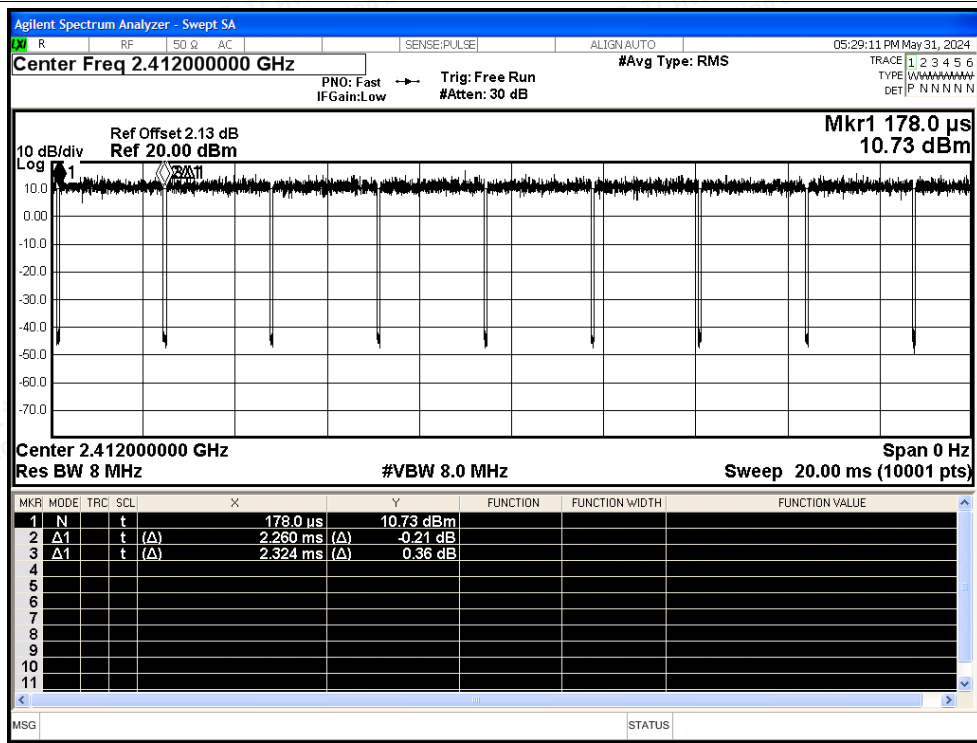 Agilent Spectrum Analyzer - Swept SA
LXI R RF 50 Ω AC SENSE:PULSE ALIGN AUTO 05:29:11 PM May 31, 2024
Center Freq 2.412000000 GHz #Avg Type: RMS TRACE 1 2 3 4 5 6
PNO: Fast Trig: Free Run TYPE WWWWWW
IFGain:Low #Atten: 30 dB DET P N N N N N
Mkr1 178.0 µs
Ref Offset 2.13 dB
10 dB/div Ref 20.00 dBm 10.73 dBm
Log
1
10.0
0.00
-10.0
-20.0
-30.0
-40.0
-50.0
-60.0
-70.0
Center 2.412000000 GHz Span 0 Hz
Res BW 8 MHz #VBW 8.0 MHz Sweep 20.00 ms (10001 pts)
MKR MODE TRC SCL X Y FUNCTION FUNCTION WIDTH FUNCTION VALUE
1 N t 178.0 µs 10.73 dBm
2 Δ1 t (Δ) 2.260 ms (Δ) -0.21 dB
3 Δ1 t (Δ) 2.324 ms (Δ) 0.36 dB
4
5
6
7
8
9
10
11
MSG STATUS